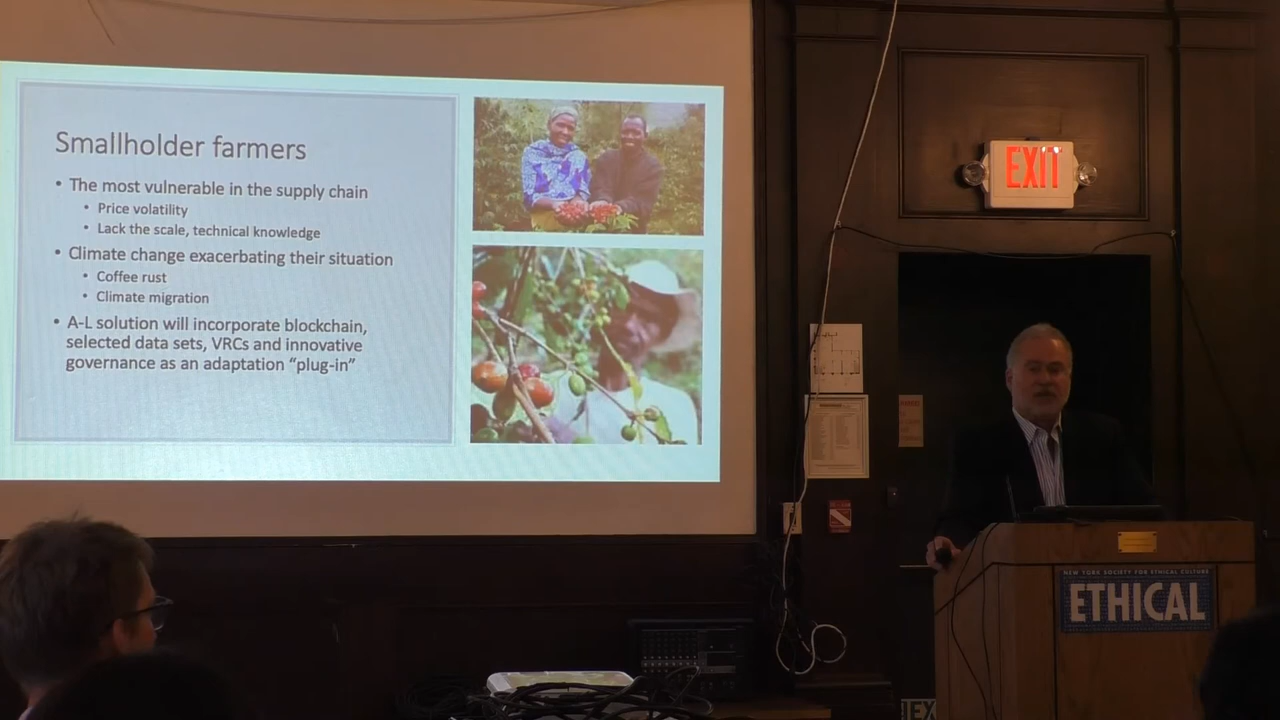 Smallholder farmers
• The most vulnerable in the supply chain
• Price volatility
• Lack the scale, technical knowledge
• Climate change exacerbating their situation
• Coffee rust
• Climate migration
• A-L solution will incorporate blockchain,
selected data sets, VRCs and innovative
governance as an adaptation “plug-in”
EXIT
NEW YORK SOCIETY FOR ETHICAL CULTURE
ETHICAL